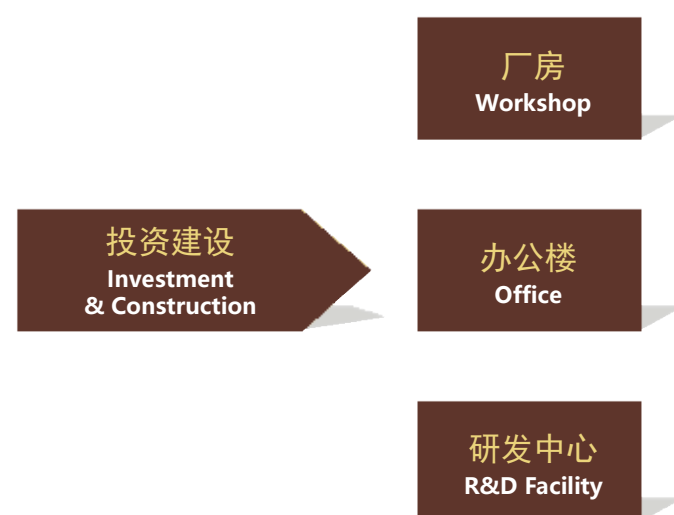 厂房
Workshop
投资建设
Investment
& Construction
办公楼
Office
研发中心
R&D Facility